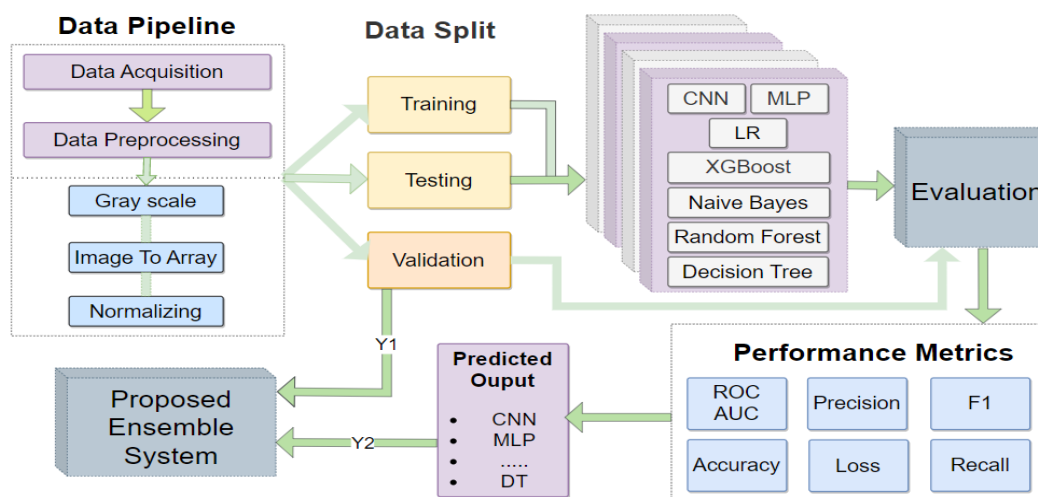 Data Pipeline
Data Acquisition
Data Preprocessing
Gray scale
Image To Array
Normalizing
Data Split
Training
Testing
Validation
CNN
MLP
LR
XGBoost
Naive Bayes
Random Forest
Decision Tree
Evaluation
Performance Metrics
ROC
AUC
Precision
F1
Accuracy
Loss
Recall
Predicted
Ouput
• CNN
• MLP
• .....
• DT
Y1
Y2
Proposed
Ensemble
System